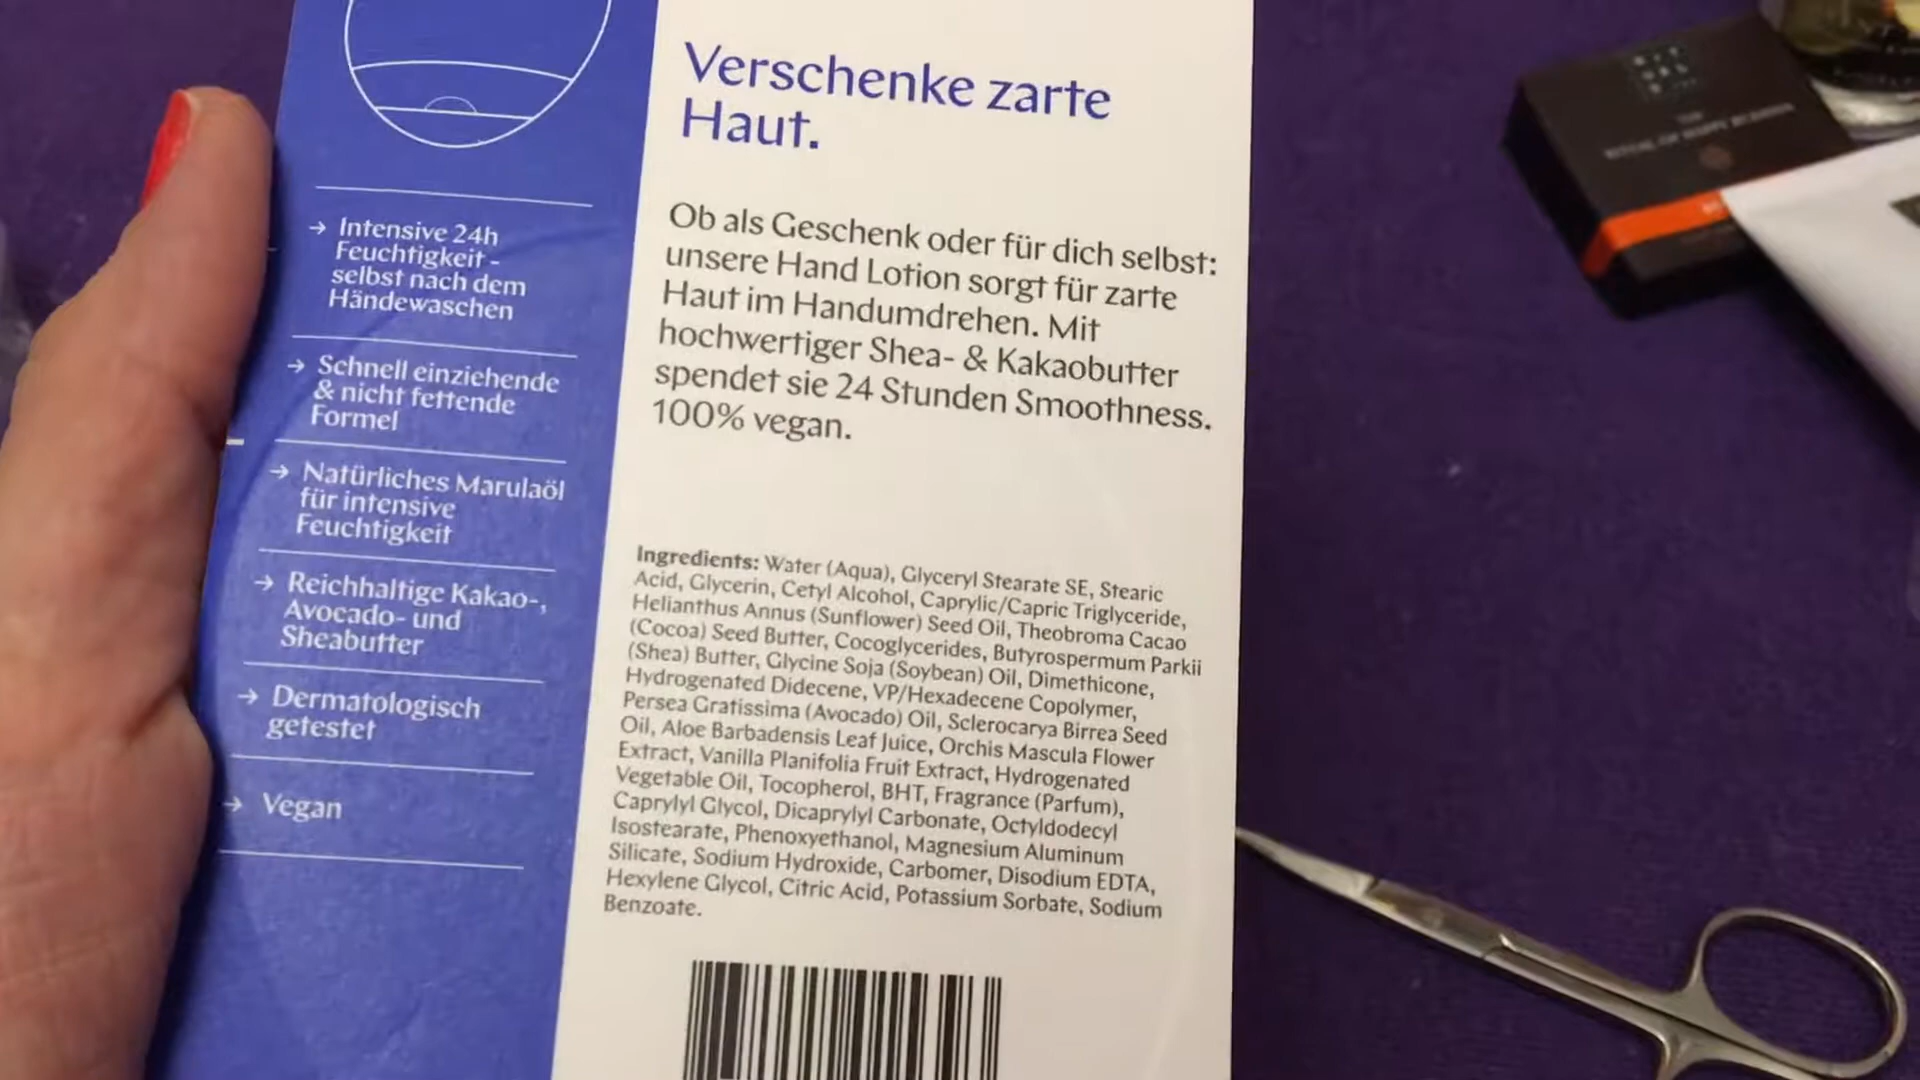 → Intensive 24h
Feuchtigkeit -
selbst nach dem
Händewaschen
→ Schnell einziehende
& nicht fettende
Formel
→ Natürliches Marulaöl
für intensive
Feuchtigkeit
→ Reichhaltige Kakao-,
Avocado- und
Sheabutter
→ Dermatologisch
getestet
→ Vegan
Verschenke zarte
Haut.
Ob als Geschenk oder für dich selbst:
unsere Hand Lotion sorgt für zarte
Haut im Handumdrehen. Mit
hochwertiger Shea- & Kakaobutter
spendet sie 24 Stunden Smoothness.
100% vegan.
Ingredients: Water (Aqua), Glyceryl Stearate SE, Stearic
Acid, Glycerin, Cetyl Alcohol, Caprylic/Capric Triglyceride,
Helianthus Annus (Sunflower) Seed Oil, Theobroma Cacao
(Cocoa) Seed Butter, Cocoglycerides, Butyrospermum Parkii
(Shea) Butter, Glycine Soja (Soybean) Oil, Dimethicone,
Hydrogenated Didecene, VP/Hexadecene Copolymer,
Persea Gratissima (Avocado) Oil, Sclerocarya Birrea Seed
Oil, Aloe Barbadensis Leaf Juice, Orchis Mascula Flower
Extract, Vanilla Planifolia Fruit Extract, Hydrogenated
Vegetable Oil, Tocopherol, BHT, Fragrance (Parfum),
Caprylyl Glycol, Dicaprylyl Carbonate, Octyldodecyl
Isostearate, Phenoxyethanol, Magnesium Aluminum
Silicate, Sodium Hydroxide, Carbomer, Disodium EDTA,
Hexylene Glycol, Citric Acid, Potassium Sorbate, Sodium
Benzoate.
THE
RITUAL OF HAPPY BUDDHA